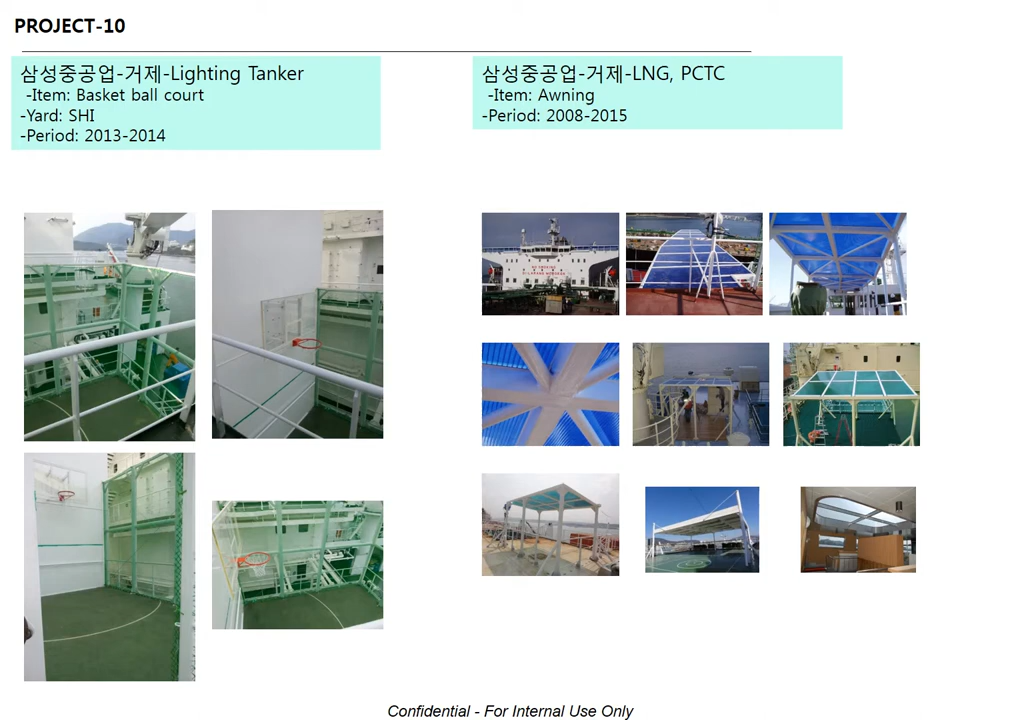 PROJECT-10
삼성중공업-거제-Lighting Tanker
-Item: Basket ball court
-Yard: SHI
-Period: 2013-2014
삼성중공업-거제-LNG, PCTC
-Item: Awning
-Period: 2008-2015
NO SMOKING
Confidential - For Internal Use Only